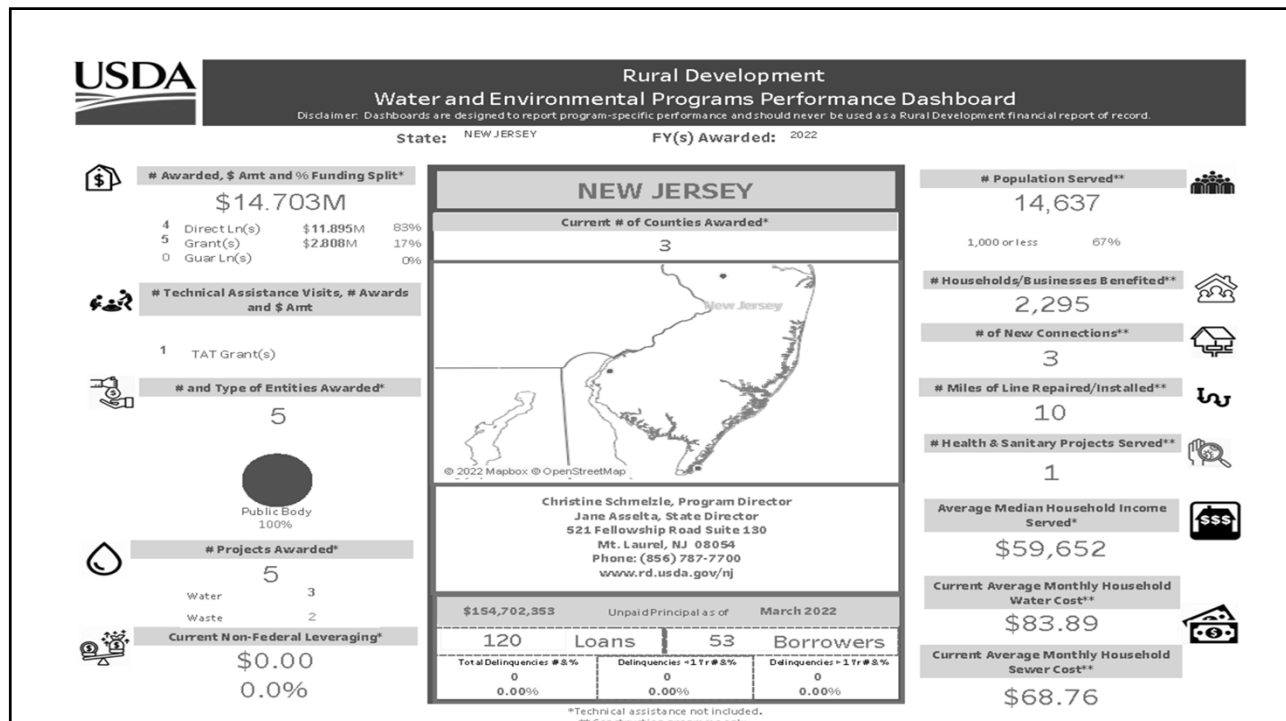 USDA
Rural Development
Water and Environmental Programs Performance Dashboard
Disclaimer: Dashboards are designed to report program-specific performance and should never be used as a Rural Development financial report of record.
State: NEW JERSEY FY(s) Awarded: 2022
# Awarded, $ Amt and % Funding Split*
$14.703M
4 Direct Ln(s) $11.895M 83%
5 Grant(s) $2.808M 17%
0 Guar Ln(s) 0%
# Technical Assistance Visits, # Awards
and $ Amt
1 TAT Grant(s)
# and Type of Entities Awarded*
5
Public Body
100%
# Projects Awarded*
5
Water 3
Waste 2
Current Non-Federal Leveraging*
$0.00
0.0%
NEW JERSEY
Current # of Counties Awarded*
3
New Jersey
© 2022 Mapbox © OpenStreetMap
Christine Schmelzle, Program Director
Jane Asselta, State Director
521 Fellowship Road Suite 130
Mt. Laurel, NJ 08054
Phone: (856) 787-7700
www.rd.usda.gov/nj
$154,702,353 Unpaid Principal as of March 2022
120 Loans 53 Borrowers
Total Delinquencies # & % Delinquencies <1 Yr # & % Delinquencies > 1 Yr # & %
0 0 0
0.00% 0.00% 0.00%
*Technical assistance not included.
# Population Served**
14,637
1,000 or less 67%
# Households/Businesses Benefited**
2,295
# of New Connections**
3
# Miles of Line Repaired/Installed**
10
# Health & Sanitary Projects Served**
1
Average Median Household Income
Served*
$$$
$59,652
Current Average Monthly Household
Water Cost**
$83.89
Current Average Monthly Household
Sewer Cost**
$68.76